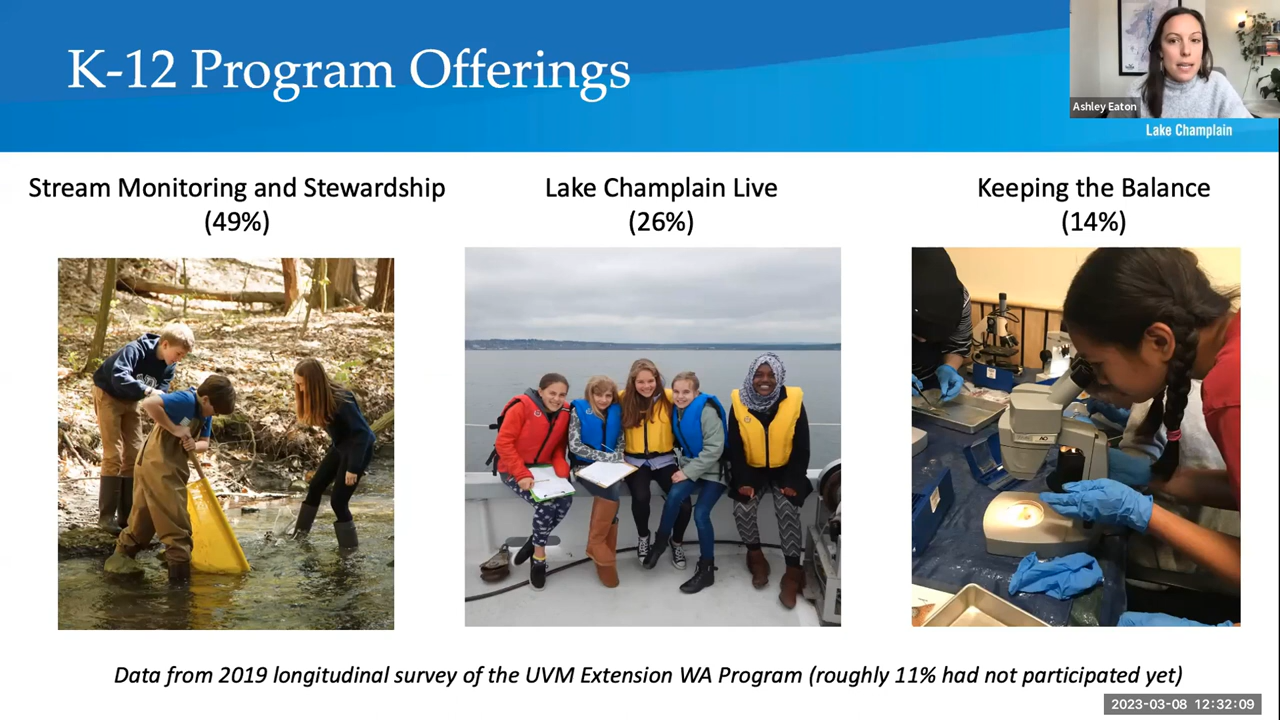 K-12 Program Offerings
Ashley Eaton
Lake Champlain
Stream Monitoring and Stewardship
(49%)
Lake Champlain Live
(26%)
Keeping the Balance
(14%)
Data from 2019 longitudinal survey of the UVM Extension WA Program (roughly 11% had not participated yet)
2023-03-08 12:32:09